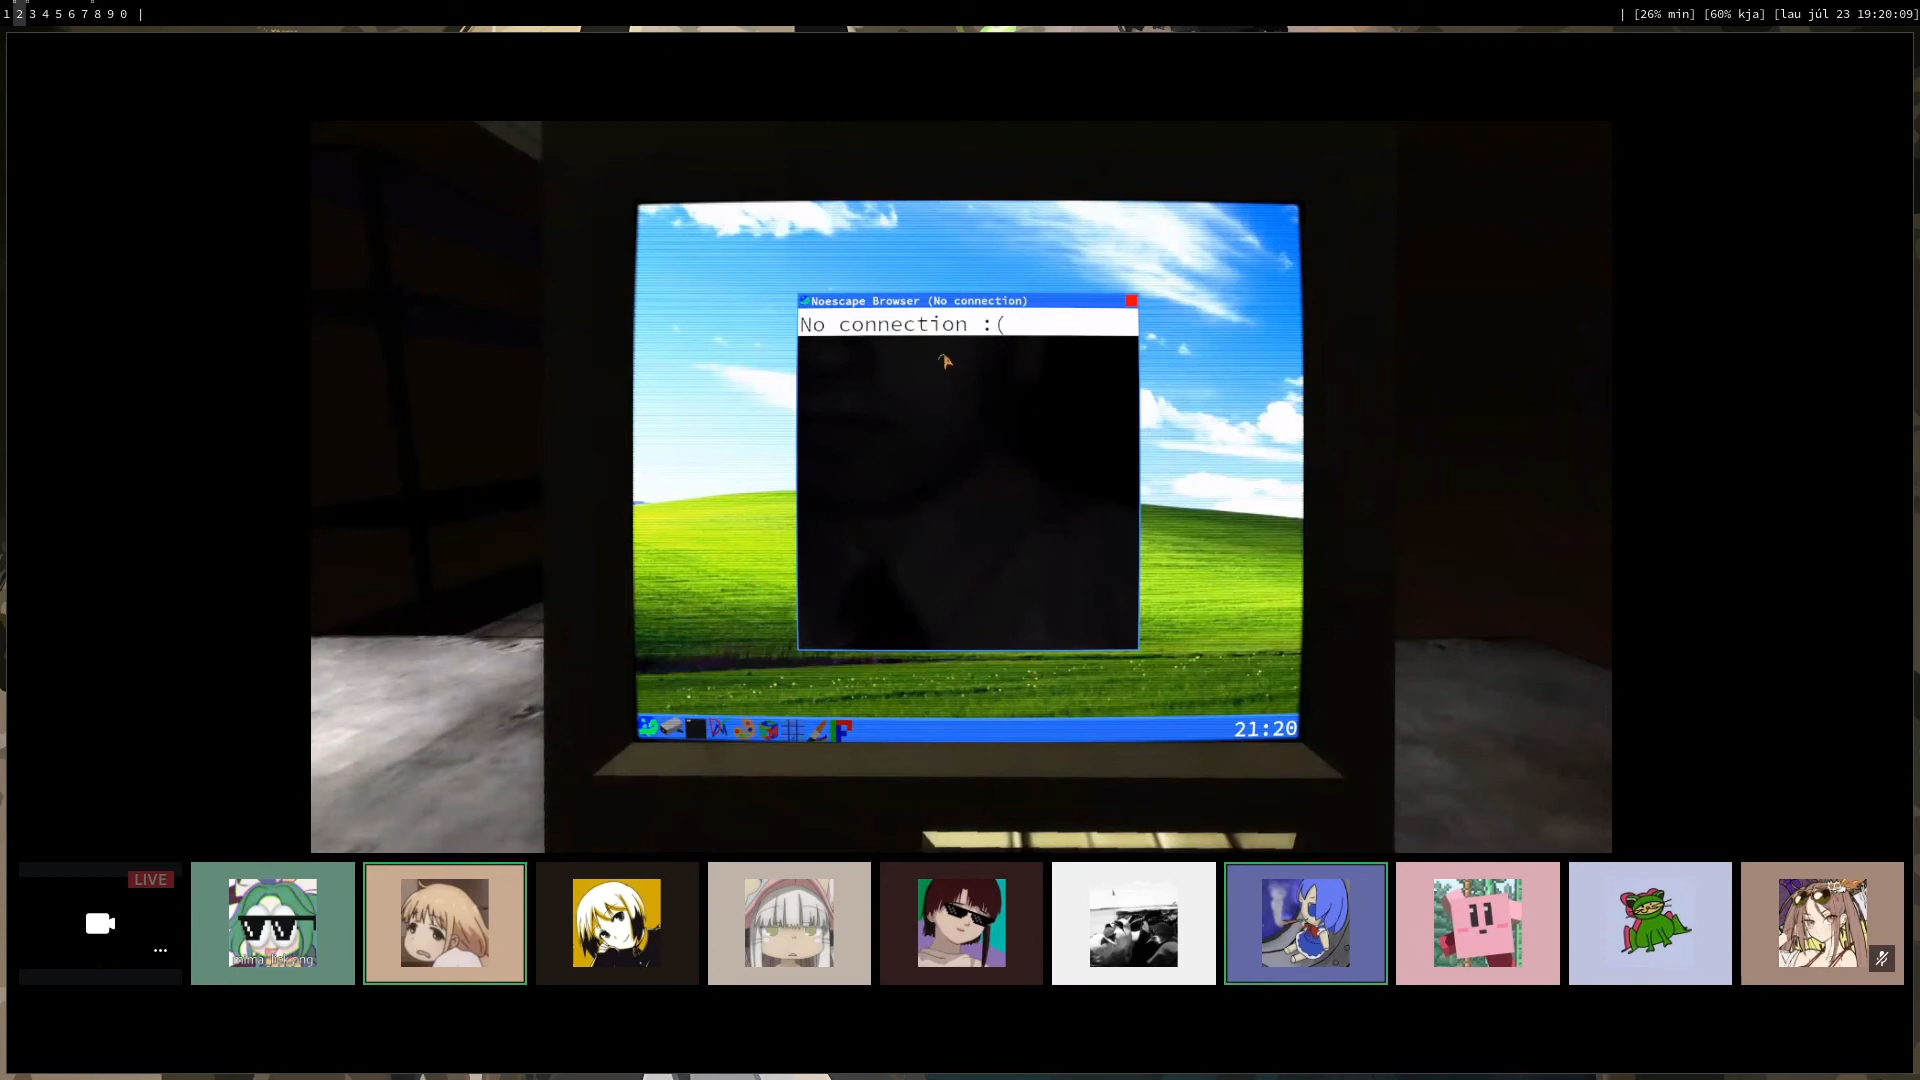 1 2 3 4 5 6 7 8 9 0 | | [26% min] [60% kja] [lau júl 23 19:20:09]
Noescape Browser (No connection)
No connection :(
21:20
LIVE